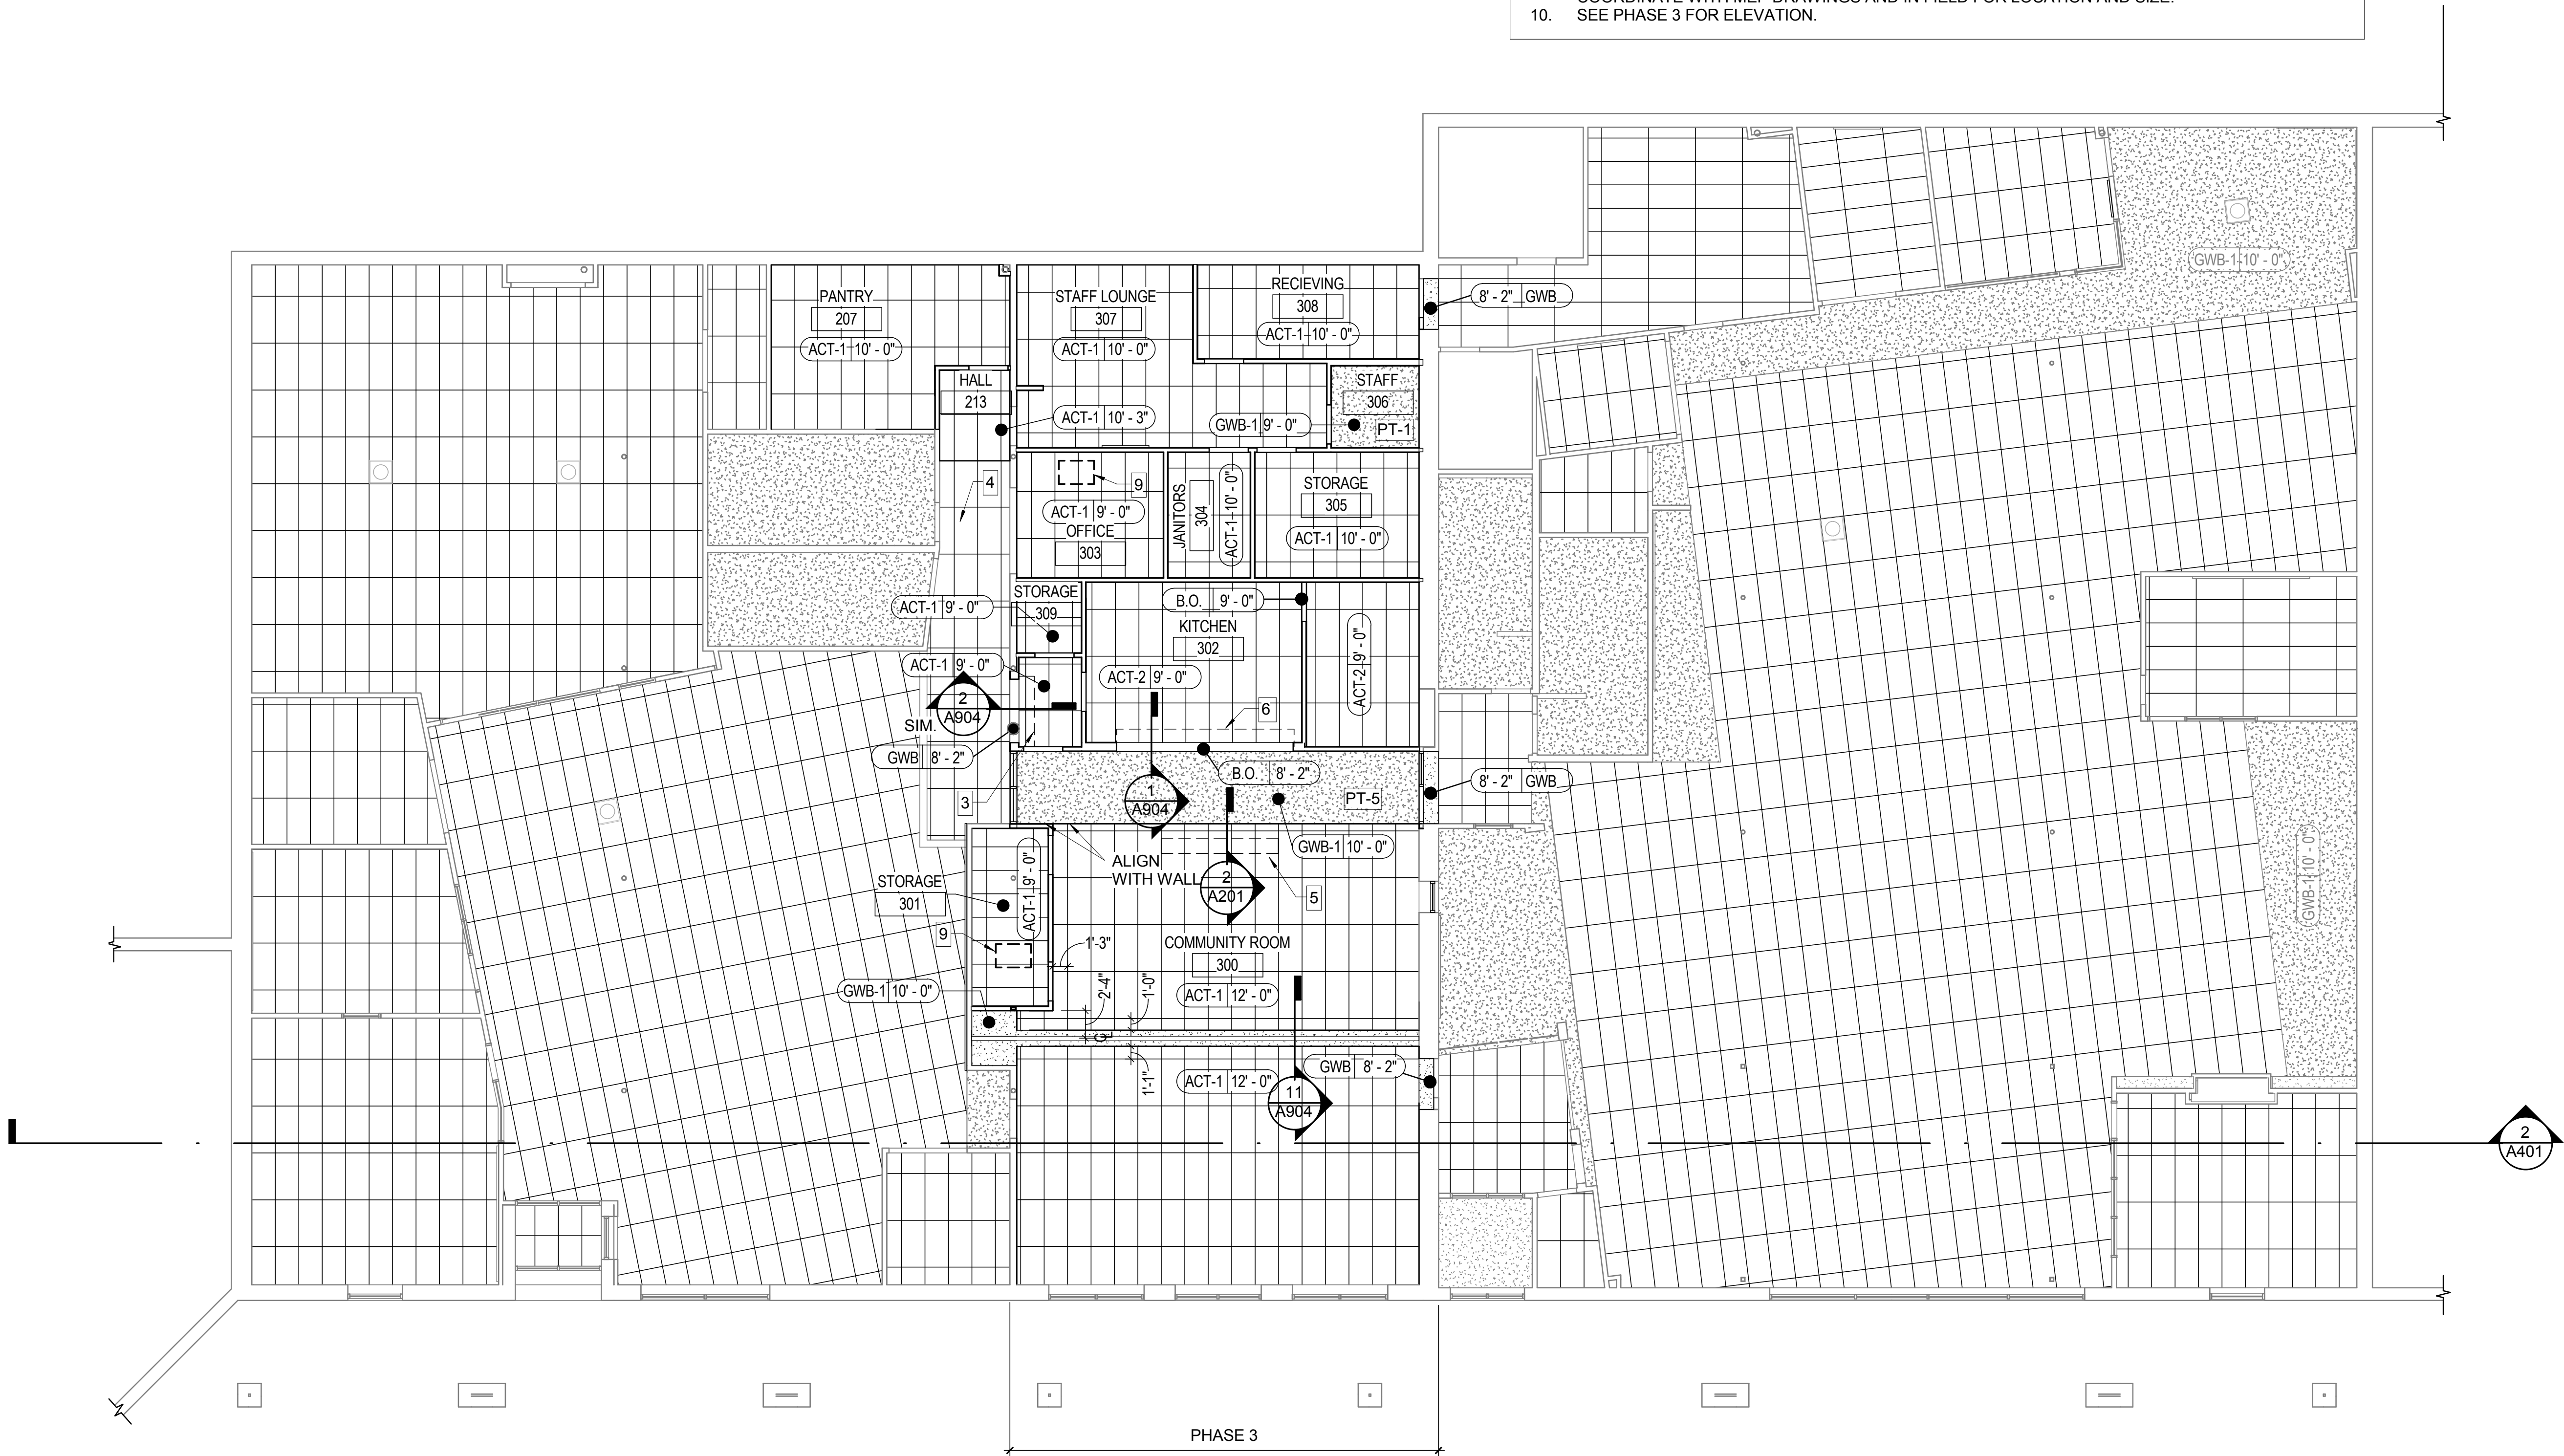 10. SEE PHASE 3 FOR ELEVATION.
GWB-1 10' - 0"
PANTRY
207
ACT-1 10' - 0"
STAFF LOUNGE
307
ACT-1 10' - 0"
RECIEVING
308
ACT-1 10' - 0"
8' - 2" GWB
HALL
213
ACT-1 10' - 3"
GWB-1 9' - 0"
STAFF
306
PT-1
4
9
ACT-1 9' - 0"
OFFICE
303
JANITORS
304
ACT-1 10' - 0"
STORAGE
305
ACT-1 10' - 0"
ACT-1 9' - 0"
STORAGE
309
B.O. 9' - 0"
KITCHEN
302
ACT-2 9' - 0"
ACT-2 9' - 0"
ACT-1 9' - 0"
2
A904
SIM.
GWB 8' - 2"
6
B.O. 8' - 2"
3
1
A904
PT-5
8' - 2" GWB
GWB-1 10' - 0"
ALIGN
WITH WALL
2
A201
5
STORAGE
301
ACT-1 9' - 0"
9
1'-3"
COMMUNITY ROOM
300
ACT-1 12' - 0"
GWB-1 10' - 0"
2'-4"
1'-0"
CL
1'-1"
ACT-1 12' - 0"
GWB 8' - 2"
11
A904
GWB-1 10' - 0"
2
A401
PHASE 3